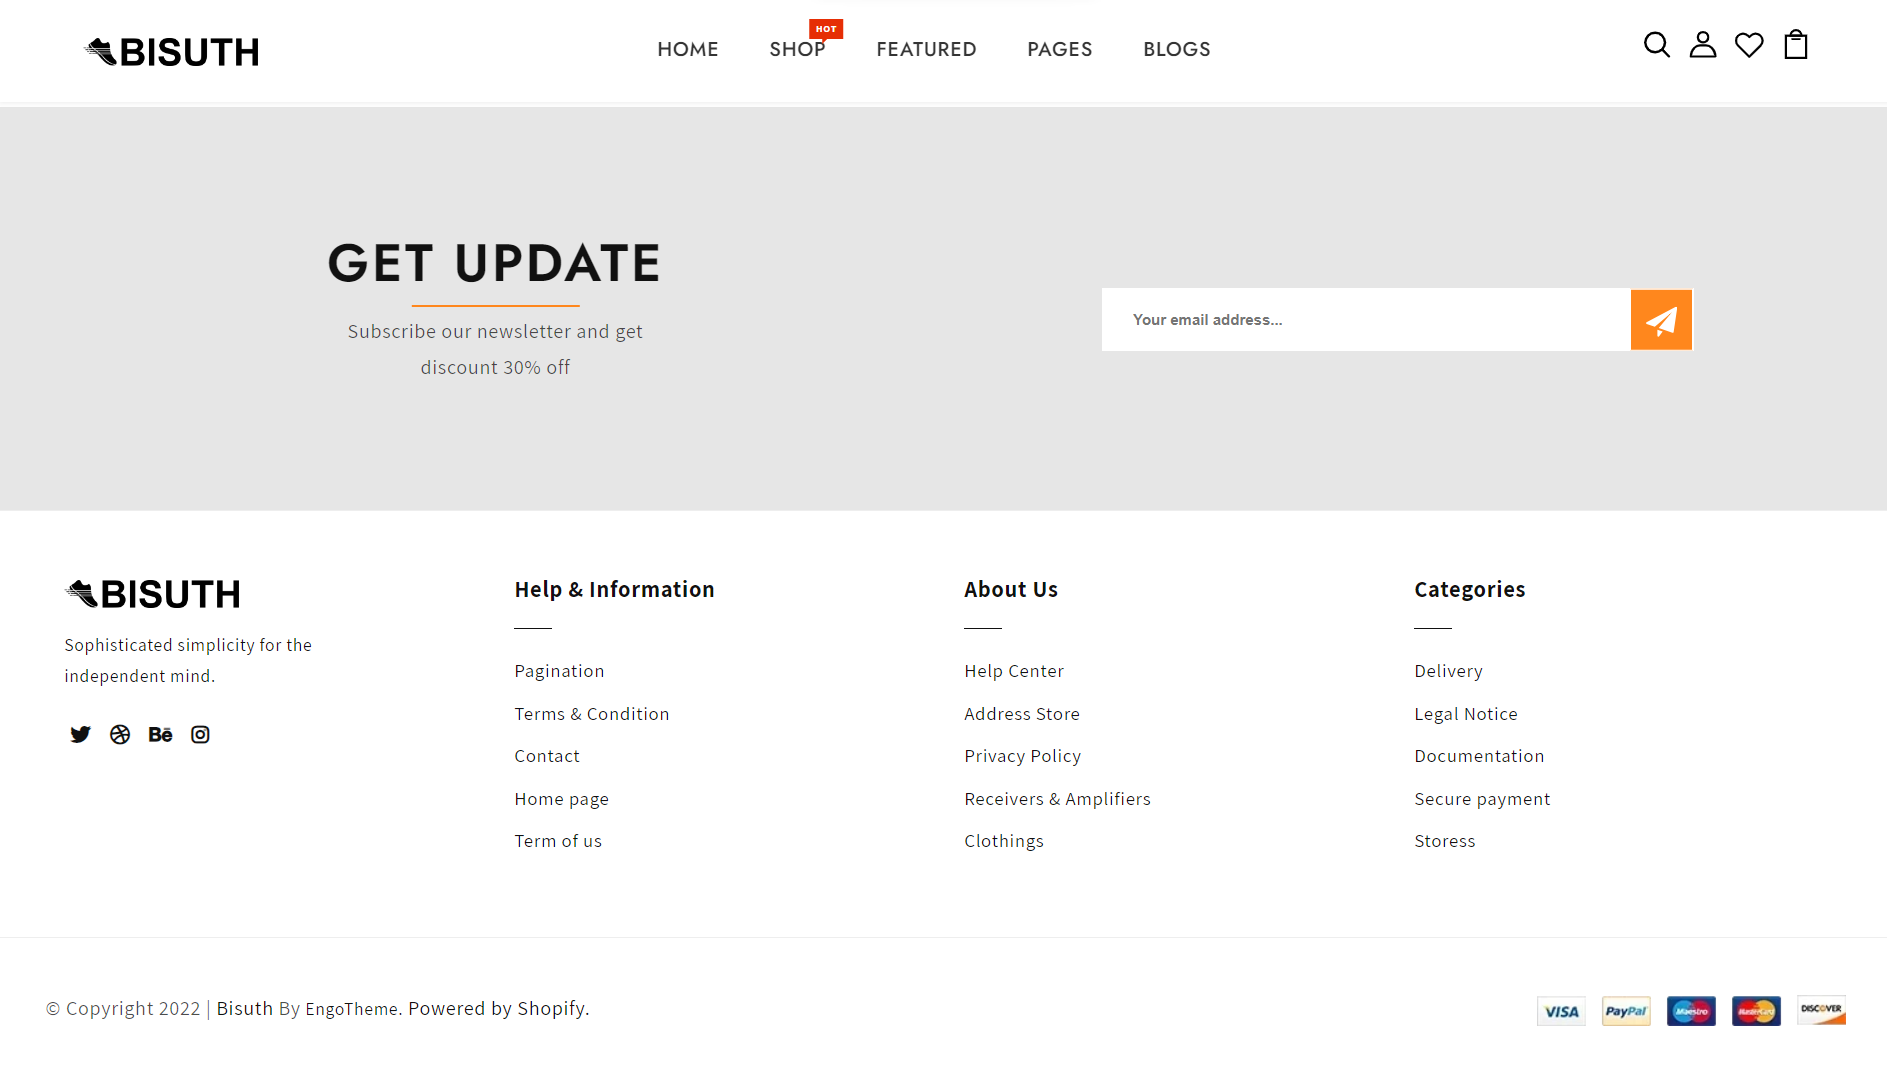 BISUTH
HOME SHOP HOT FEATURED PAGES BLOGS
GET UPDATE
Subscribe our newsletter and get
discount 30% off
Your email address...
BISUTH
Sophisticated simplicity for the
independent mind.
Bē
Help & Information
Pagination
Terms & Condition
Contact
Home page
Term of us
About Us
Help Center
Address Store
Privacy Policy
Receivers & Amplifiers
Clothings
Categories
Delivery
Legal Notice
Documentation
Secure payment
Storess
© Copyright 2022 | Bisuth By EngoTheme. Powered by Shopify.
VISA PayPal Maestro MasterCard DISCOVER